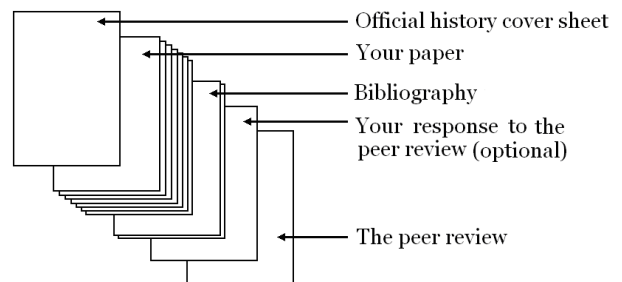 Official history cover sheet
Your paper
Bibliography
Your response to the
peer review (optional)
The peer review